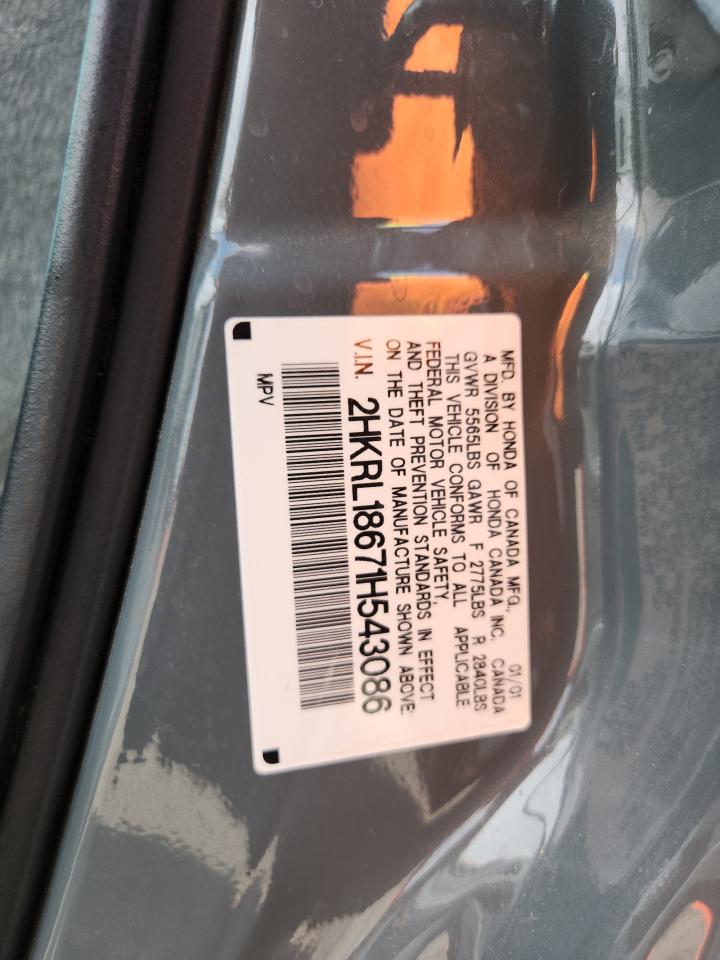 MFD. BY HONDA OF CANADA MFG., 01/01
A DIVISION OF HONDA CANADA INC. CANADA
GVWR 5565LBS GAWR F 2775LBS R 2840LBS
THIS VEHICLE CONFORMS TO ALL APPLICABLE
FEDERAL MOTOR VEHICLE SAFETY,
AND THEFT PREVENTION STANDARDS IN EFFECT
ON THE DATE OF MANUFACTURE SHOWN ABOVE.
V.I.N. 2HKRL18671H543086
MPV